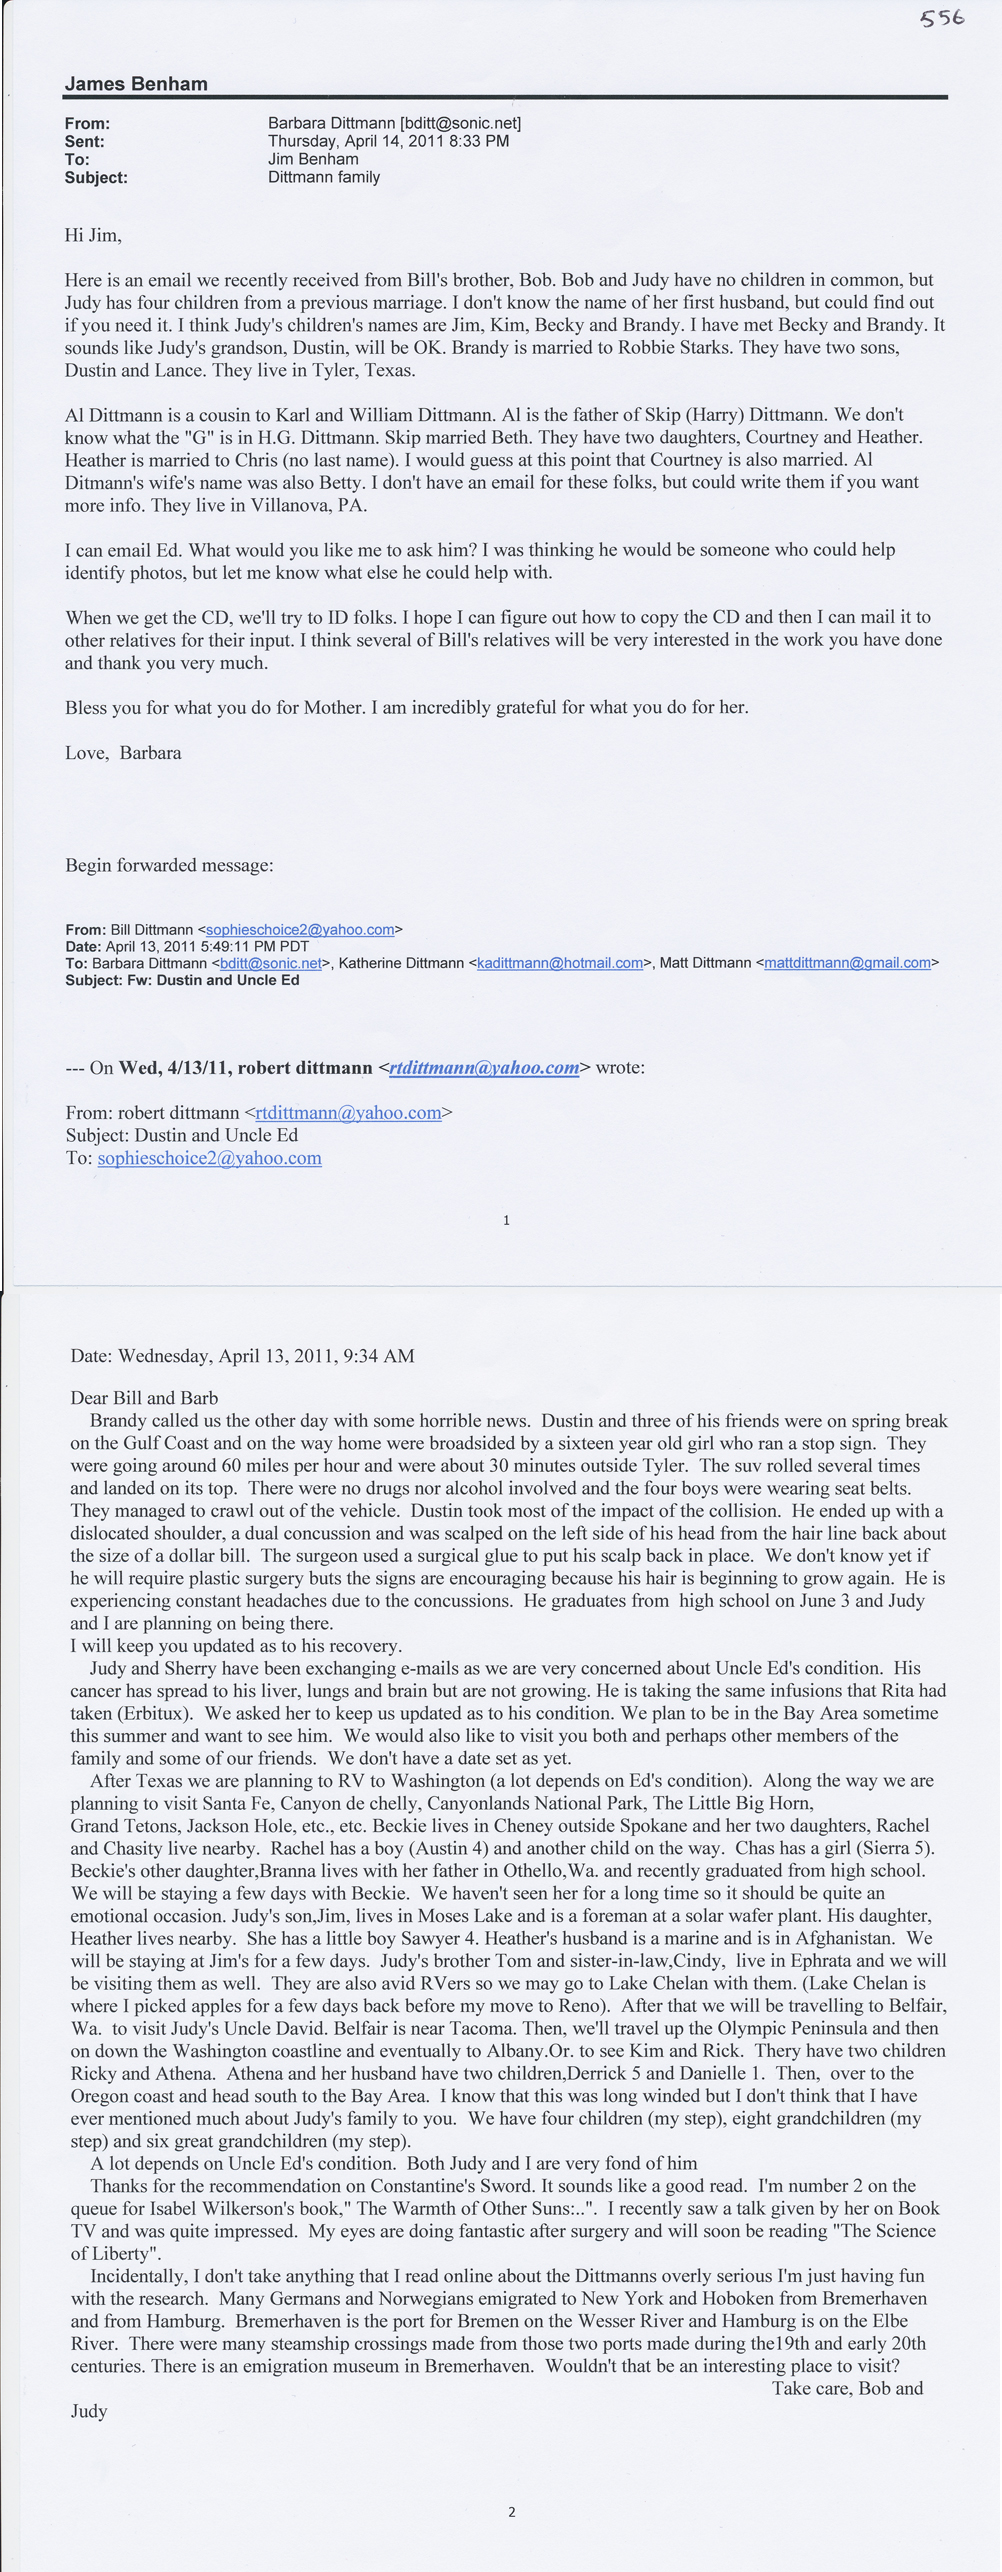 556
James Benham
From: Barbara Dittmann [bditt@sonic.net]
Sent: Thursday, April 14, 2011 8:33 PM
To: Jim Benham
Subject: Dittmann family
Hi Jim,
Here is an email we recently received from Bill's brother, Bob. Bob and Judy have no children in common, but
Judy has four children from a previous marriage. I don't know the name of her first husband, but could find out
if you need it. I think Judy's children's names are Jim, Kim, Becky and Brandy. I have met Becky and Brandy. It
sounds like Judy's grandson, Dustin, will be OK. Brandy is married to Robbie Starks. They have two sons,
Dustin and Lance. They live in Tyler, Texas.
Al Dittmann is a cousin to Karl and William Dittmann. Al is the father of Skip (Harry) Dittmann. We don't
know what the "G" is in H.G. Dittmann. Skip married Beth. They have two daughters, Courtney and Heather.
Heather is married to Chris (no last name). I would guess at this point that Courtney is also married. Al
Ditmann's wife's name was also Betty. I don't have an email for these folks, but could write them if you want
more info. They live in Villanova, PA.
I can email Ed. What would you like me to ask him? I was thinking he would be someone who could help
identify photos, but let me know what else he could help with.
When we get the CD, we'll try to ID folks. I hope I can figure out how to copy the CD and then I can mail it to
other relatives for their input. I think several of Bill's relatives will be very interested in the work you have done
and thank you very much.
Bless you for what you do for Mother. I am incredibly grateful for what you do for her.
Love,  Barbara
Begin forwarded message:
From: Bill Dittmann <sophieschoice2@yahoo.com>
Date: April 13, 2011 5:49:11 PM PDT
To: Barbara Dittmann <bditt@sonic.net>, Katherine Dittmann <kadittmann@hotmail.com>, Matt Dittmann <mattdittmann@gmail.com>
Subject: Fw: Dustin and Uncle Ed
--- On Wed, 4/13/11, robert dittmann <rtdittmann@yahoo.com> wrote:
From: robert dittmann <rtdittmann@yahoo.com>
Subject: Dustin and Uncle Ed
To: sophieschoice2@yahoo.com
1
Date: Wednesday, April 13, 2011, 9:34 AM
Dear Bill and Barb
Brandy called us the other day with some horrible news.  Dustin and three of his friends were on spring break
on the Gulf Coast and on the way home were broadsided by a sixteen year old girl who ran a stop sign.  They
were going around 60 miles per hour and were about 30 minutes outside Tyler.  The suv rolled several times
and landed on its top.  There were no drugs nor alcohol involved and the four boys were wearing seat belts.
They managed to crawl out of the vehicle.  Dustin took most of the impact of the collision.  He ended up with a
dislocated shoulder, a dual concussion and was scalped on the left side of his head from the hair line back about
the size of a dollar bill.  The surgeon used a surgical glue to put his scalp back in place.  We don't know yet if
he will require plastic surgery buts the signs are encouraging because his hair is beginning to grow again.  He is
experiencing constant headaches due to the concussions.  He graduates from  high school on June 3 and Judy
and I are planning on being there.
I will keep you updated as to his recovery.
Judy and Sherry have been exchanging e-mails as we are very concerned about Uncle Ed's condition.  His
cancer has spread to his liver, lungs and brain but are not growing. He is taking the same infusions that Rita had
taken (Erbitux).  We asked her to keep us updated as to his condition. We plan to be in the Bay Area sometime
this summer and want to see him.  We would also like to visit you both and perhaps other members of the
family and some of our friends.  We don't have a date set as yet.
After Texas we are planning to RV to Washington (a lot depends on Ed's condition).  Along the way we are
planning to visit Santa Fe, Canyon de chelly, Canyonlands National Park, The Little Big Horn,
Grand Tetons, Jackson Hole, etc., etc. Beckie lives in Cheney outside Spokane and her two daughters, Rachel
and Chasity live nearby.  Rachel has a boy (Austin 4) and another child on the way.  Chas has a girl (Sierra 5).
Beckie's other daughter,Branna lives with her father in Othello,Wa. and recently graduated from high school.
We will be staying a few days with Beckie.  We haven't seen her for a long time so it should be quite an
emotional occasion. Judy's son,Jim, lives in Moses Lake and is a foreman at a solar wafer plant. His daughter,
Heather lives nearby.  She has a little boy Sawyer 4. Heather's husband is a marine and is in Afghanistan.  We
will be staying at Jim's for a few days.  Judy's brother Tom and sister-in-law,Cindy,  live in Ephrata and we will
be visiting them as well.  They are also avid RVers so we may go to Lake Chelan with them. (Lake Chelan is
where I picked apples for a few days back before my move to Reno).  After that we will be travelling to Belfair,
Wa.  to visit Judy's Uncle David. Belfair is near Tacoma. Then, we'll travel up the Olympic Peninsula and then
on down the Washington coastline and eventually to Albany.Or. to see Kim and Rick.  Thery have two children
Ricky and Athena.  Athena and her husband have two children,Derrick 5 and Danielle 1.  Then,  over to the
Oregon coast and head south to the Bay Area.  I know that this was long winded but I don't think that I have
ever mentioned much about Judy's family to you.  We have four children (my step), eight grandchildren (my
step) and six great grandchildren (my step).
A lot depends on Uncle Ed's condition.  Both Judy and I are very fond of him
Thanks for the recommendation on Constantine's Sword. It sounds like a good read.  I'm number 2 on the
queue for Isabel Wilkerson's book," The Warmth of Other Suns:..".  I recently saw a talk given by her on Book
TV and was quite impressed.  My eyes are doing fantastic after surgery and will soon be reading "The Science
of Liberty".
Incidentally, I don't take anything that I read online about the Dittmanns overly serious I'm just having fun
with the research.  Many Germans and Norwegians emigrated to New York and Hoboken from Bremerhaven
and from Hamburg.  Bremerhaven is the port for Bremen on the Wesser River and Hamburg is on the Elbe
River.  There were many steamship crossings made from those two ports made during the19th and early 20th
centuries. There is an emigration museum in Bremerhaven.  Wouldn't that be an interesting place to visit?
Take care, Bob and
Judy
2